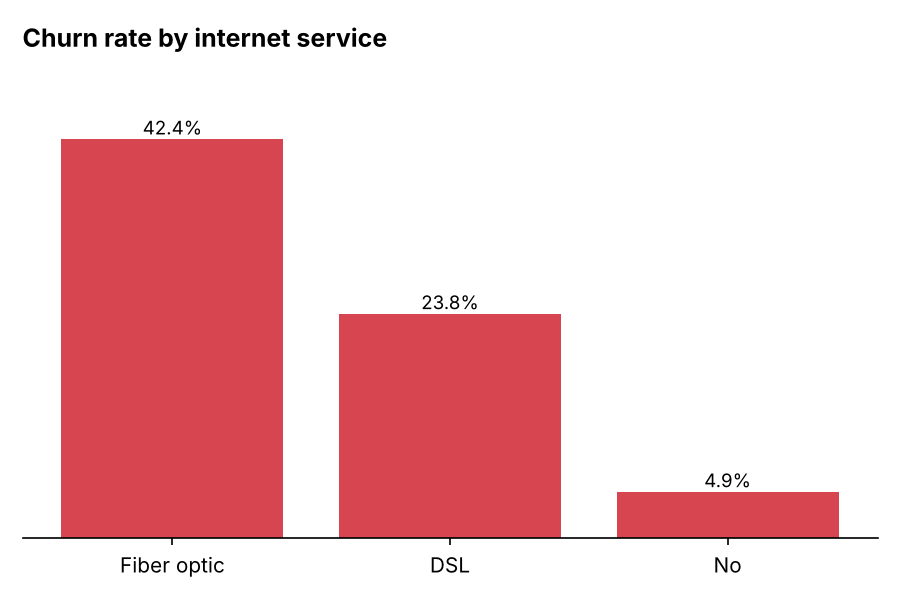 Churn rate by internet service
42.4%
23.8%
4.9%
Fiber optic
DSL
No